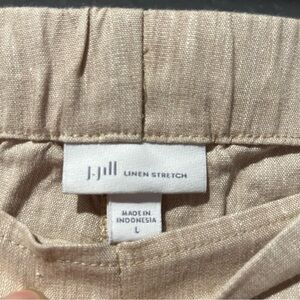 J.Jill LINEN STRETCH
MADE IN
INDONESIA
L